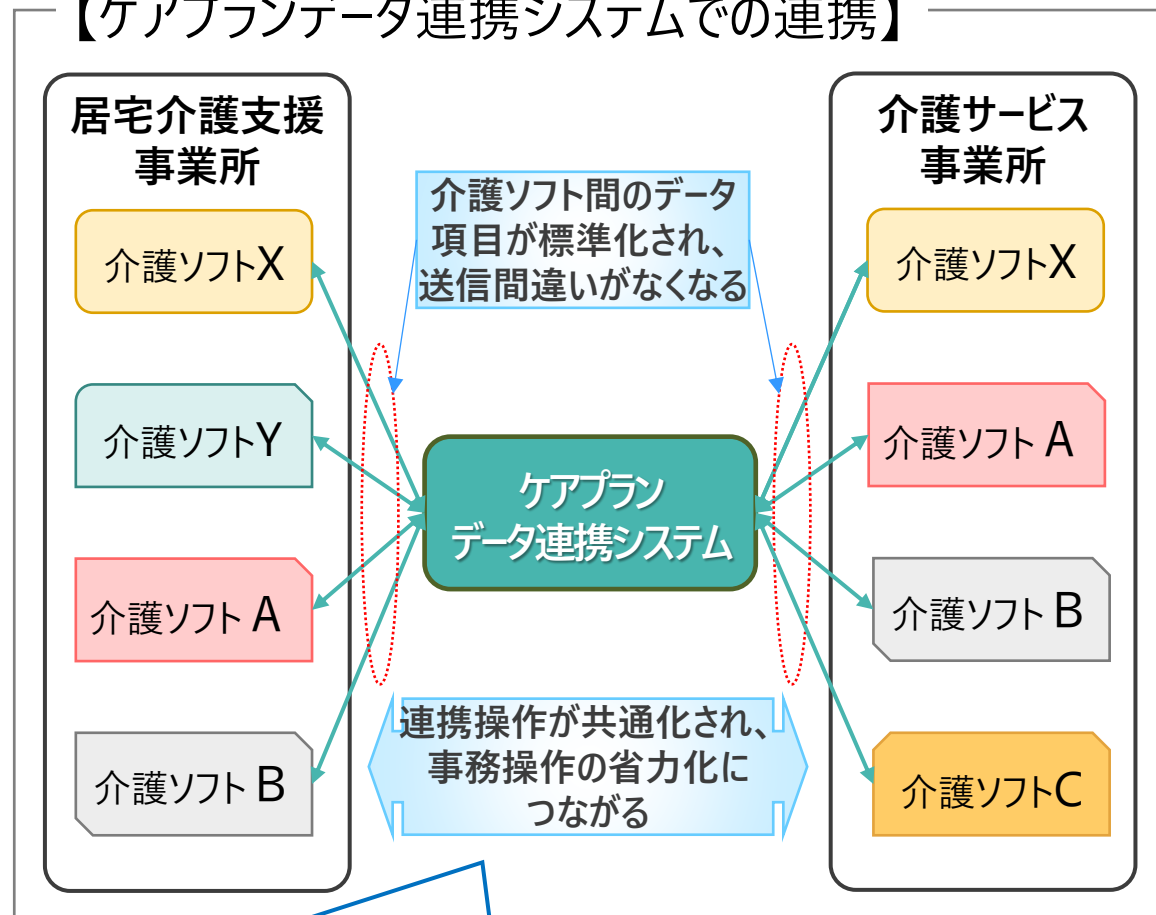 【ケアプランデータ連携システムでの連携】
居宅介護支援
事業所
介護ソフトX
介護ソフトY
介護ソフト A
介護ソフト B
介護ソフト間のデータ
項目が標準化され、
送信間違いがなくなる
ケアプラン
データ連携システム
連携操作が共通化され、
事務操作の省力化に
つながる
介護サービス
事業所
介護ソフトX
介護ソフト A
介護ソフト B
介護ソフトC